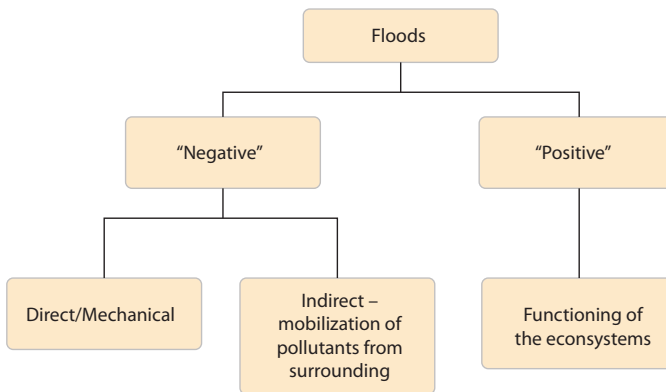 Floods
“Negative”
“Positive”
Direct/Mechanical
Indirect –
mobilization of
pollutants from
surrounding
Functioning of
the econsystems